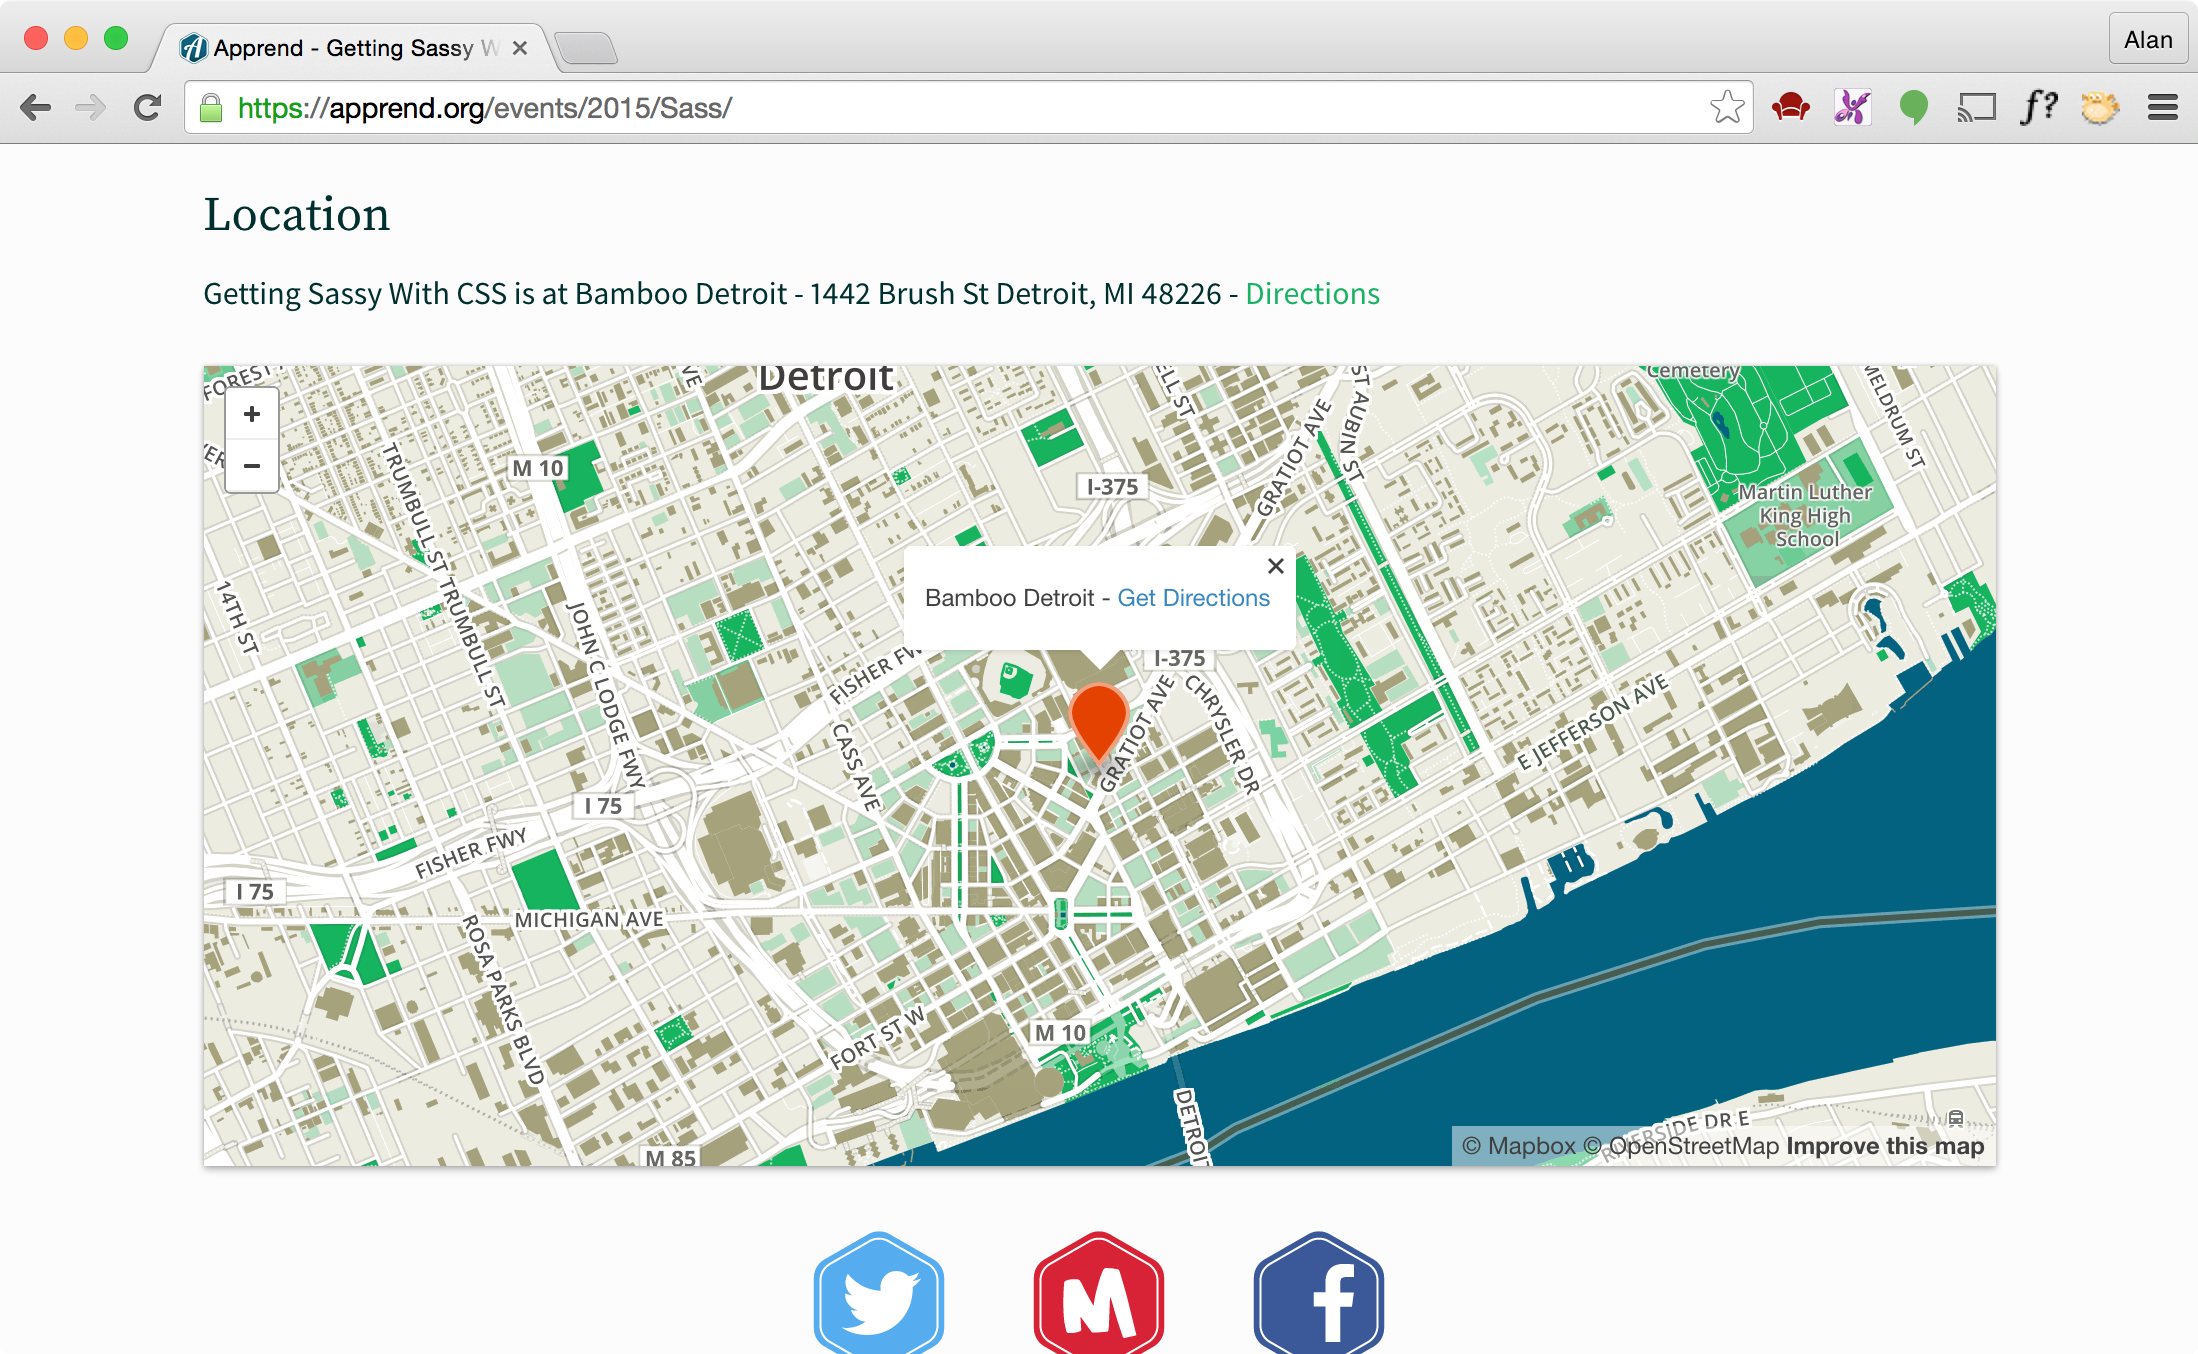 Apprend - Getting Sassy W
Alan
https://apprend.org/events/2015/Sass/
f?
Location
Getting Sassy With CSS is at Bamboo Detroit - 1442 Brush St Detroit, MI 48226 - Directions
FOREST
Detroit
Cemetery
+
−
TRUMBULL ST
M 10
I-375
GRATIOT AVE
ST AUBIN ST
MELDRUM ST
Martin Luther
King High
School
14TH ST
TRUMBULL ST
JOHN C LODGE FWY
Bamboo Detroit - Get Directions
FISHER FW
I-375
CASS AVE
GRATIOT AVE
CHRYSLER DR
E JEFFERSON AVE
I 75
FISHER FWY
I 75
MICHIGAN AVE
ROSA PARKS BLVD
FORT ST W
M 10
DETROIT
RIVERSIDE DR E
M 85
© Mapbox © OpenStreetMap Improve this map